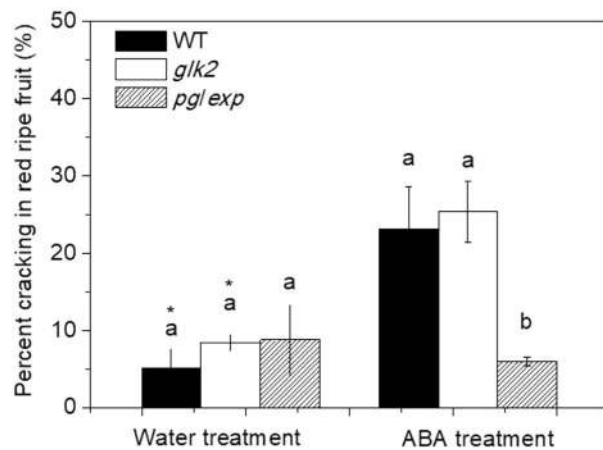 Percent cracking in red ripe fruit (%)
50
40
30
20
10
0
WT
glk2
pg/exp
*
a
*
a
a
a
a
b
Water treatment
ABA treatment